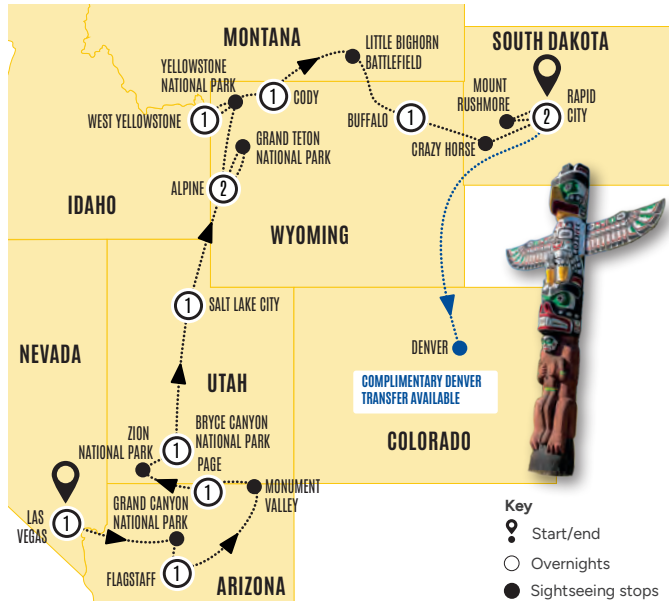 MONTANA
LITTLE BIGHORN
BATTLEFIELD
SOUTH DAKOTA
YELLOWSTONE
NATIONAL PARK
1
CODY
MOUNT
RUSHMORE
RAPID
CITY
2
WEST YELLOWSTONE
1
BUFFALO
1
CRAZY HORSE
GRAND TETON
NATIONAL PARK
ALPINE
2
IDAHO
WYOMING
1
SALT LAKE CITY
NEVADA
DENVER
UTAH
COMPLIMENTARY DENVER
TRANSFER AVAILABLE
COLORADO
ZION
NATIONAL PARK
1
BRYCE CANYON
NATIONAL PARK
PAGE
1
MONUMENT
VALLEY
LAS
VEGAS
1
GRAND CANYON
NATIONAL PARK
FLAGSTAFF
1
ARIZONA
Key
Start/end
Overnights
Sightseeing stops